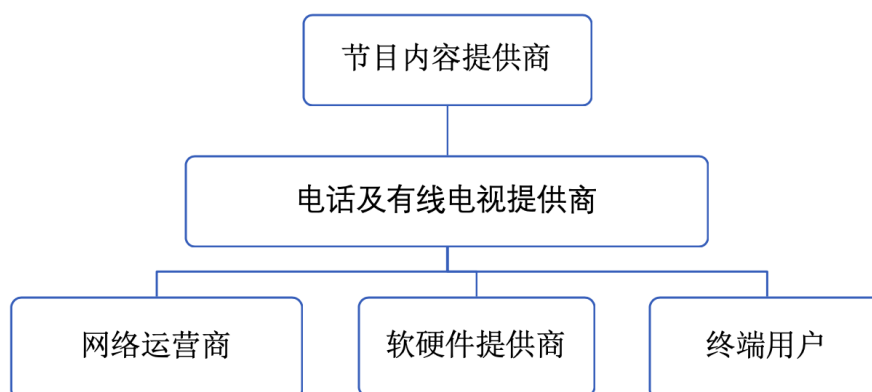 节目内容提供商
电话及有线电视提供商
网络运营商
软硬件提供商
终端用户